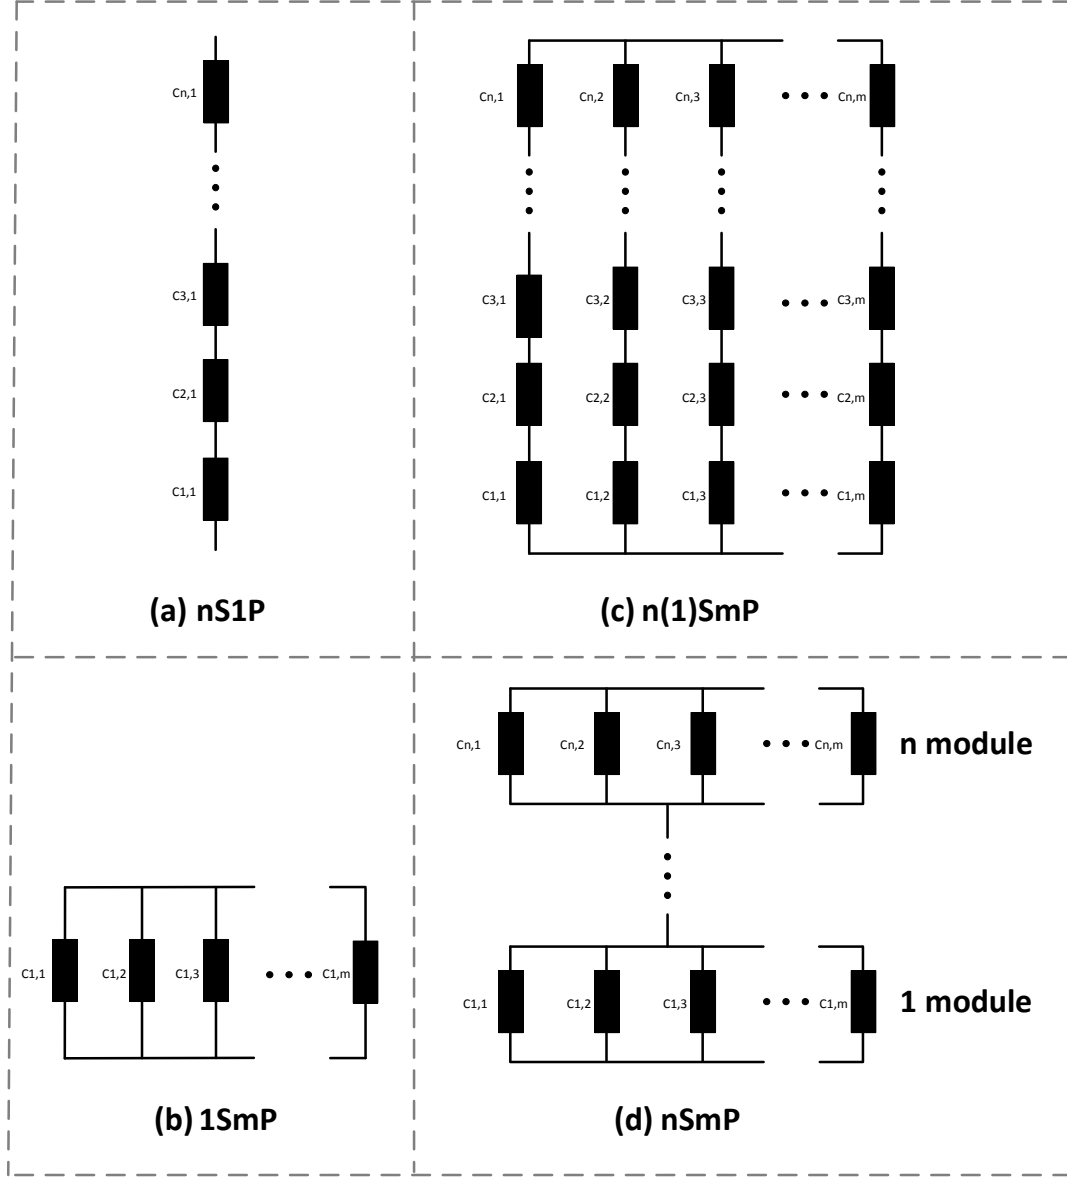 Cn,1
C3,1
C2,1
C1,1
(a) nS1P
Cn,1 Cn,2 Cn,3 Cn,m
C3,1 C3,2 C3,3 C3,m
C2,1 C2,2 C2,3 C2,m
C1,1 C1,2 C1,3 C1,m
(c) n(1)SmP
C1,1 C1,2 C1,3 C1,m
(b) 1SmP
Cn,1 Cn,2 Cn,3 Cn,m n module
C1,1 C1,2 C1,3 C1,m 1 module
(d) nSmP